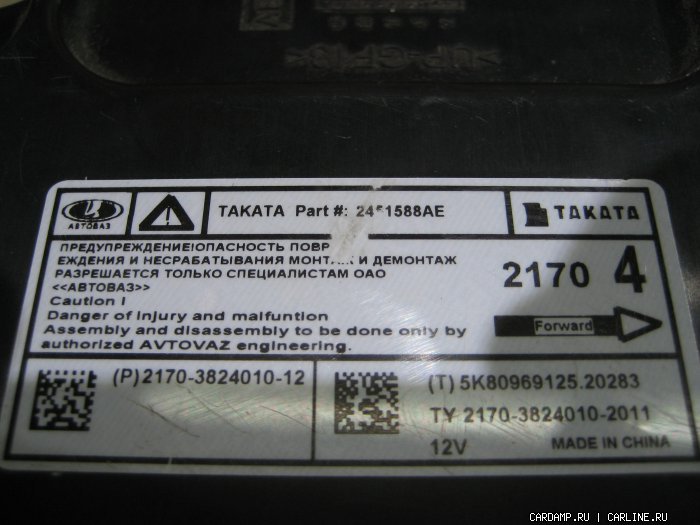 АВТОВАЗ
TAKATA Part #:
TAKATA
ПРЕДУПРЕЖДЕНИЕ!ОПАСНОСТЬ ПОВР
ЕЖДЕНИЯ И НЕСРАБАТЫВАНИЯ МОНТАЖ И ДЕМОНТАЖ
РАЗРЕШАЕТСЯ ТОЛЬКО СПЕЦИАЛИСТАМ ОАО
<<АВТОВАЗ>>
2170 4
Caution !
Danger of injury and malfuntion
Assembly and disassembly to be done only by
authorized AVTOVAZ engineering.
Forward
(P)2170-3824010-12
(T) 5K80969125.20283
ТУ 2170-3824010-2011
12V
MADE IN CHINA
CARDAMP.RU | CARLINE.RU